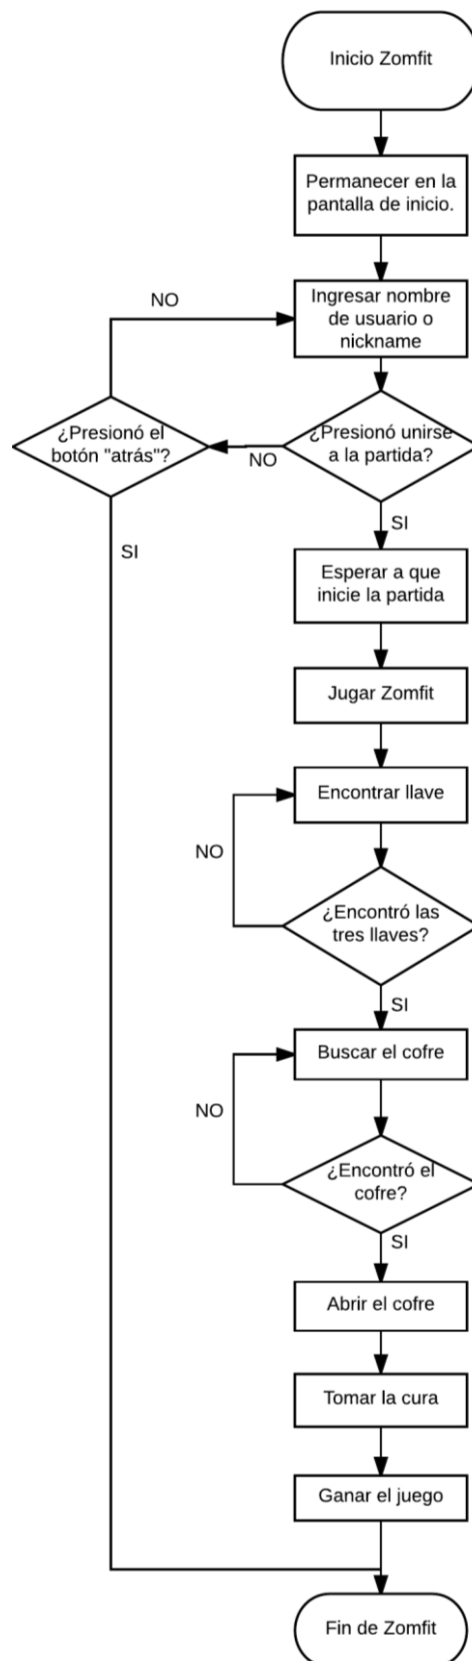 Inicio Zomfit
Permanecer en la
pantalla de inicio.
NO
Ingresar nombre
de usuario o
nickname
¿Presionó el
botón "atrás"?
NO
¿Presionó unirse
a la partida?
SI
SI
Esperar a que
inicie la partida
Jugar Zomfit
Encontrar llave
NO
¿Encontró las
tres llaves?
SI
Buscar el cofre
NO
¿Encontró el
cofre?
SI
Abrir el cofre
Tomar la cura
Ganar el juego
Fin de Zomfit